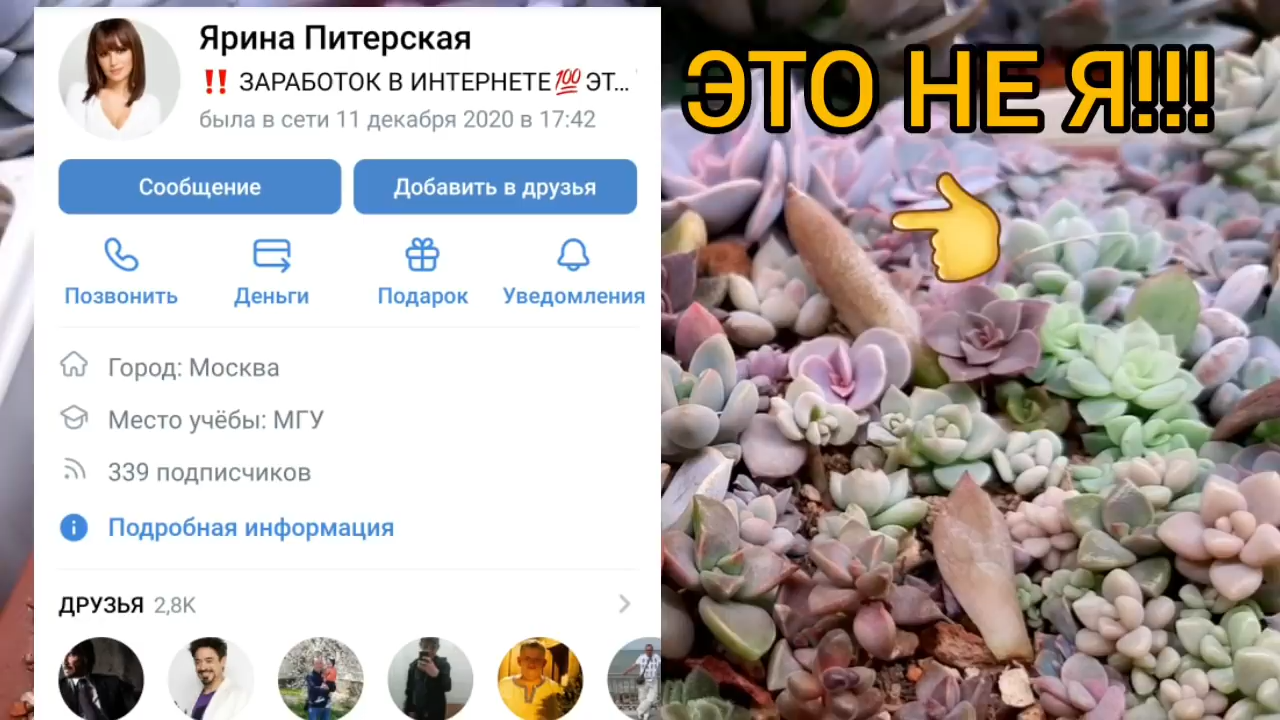 Ярина Питерская
‼️ ЗАРАБОТОК В ИНТЕРНЕТЕ💯 ЭТ...
была в сети 11 декабря 2020 в 17:42
Сообщение
Добавить в друзья
Позвонить
Деньги
Подарок
Уведомления
Город: Москва
Место учёбы: МГУ
339 подписчиков
Подробная информация
ДРУЗЬЯ 2,8K
ЭТО НЕ Я!!!